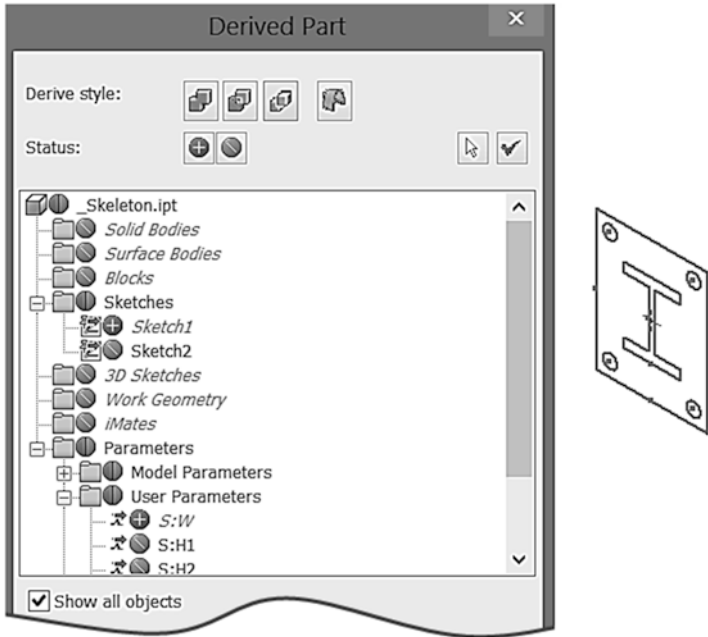 Derived Part
Derive style:
Status:
_Skeleton.ipt
Solid Bodies
Surface Bodies
Blocks
Sketches
Sketch1
Sketch2
3D Sketches
Work Geometry
iMates
Parameters
Model Parameters
User Parameters
S:W
S:H1
S:H2
Show all objects